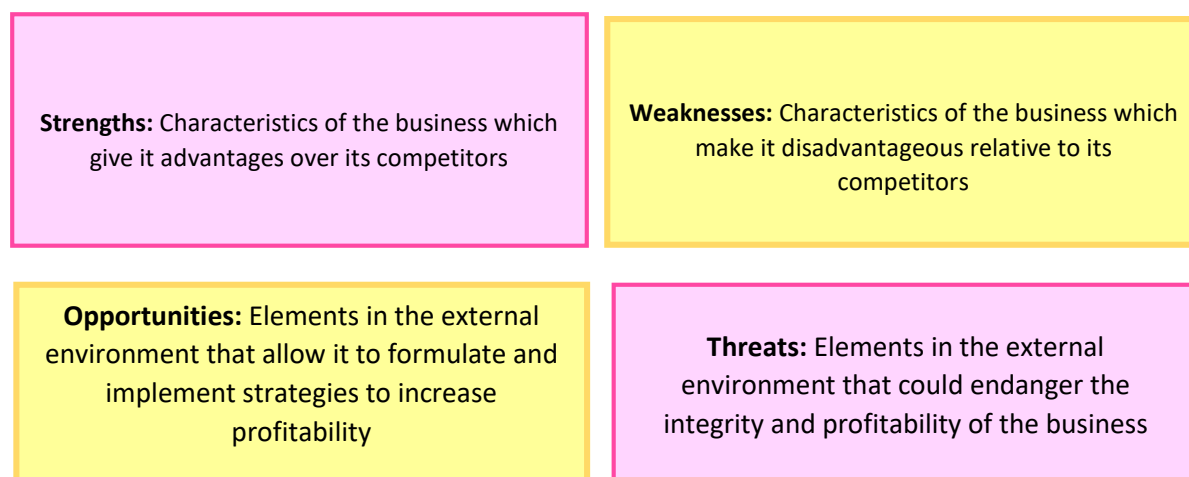 Strengths: Characteristics of the business which
give it advantages over its competitors
Weaknesses: Characteristics of the business which
make it disadvantageous relative to its
competitors
Opportunities: Elements in the external
environment that allow it to formulate and
implement strategies to increase
profitability
Threats: Elements in the external
environment that could endanger the
integrity and profitability of the business